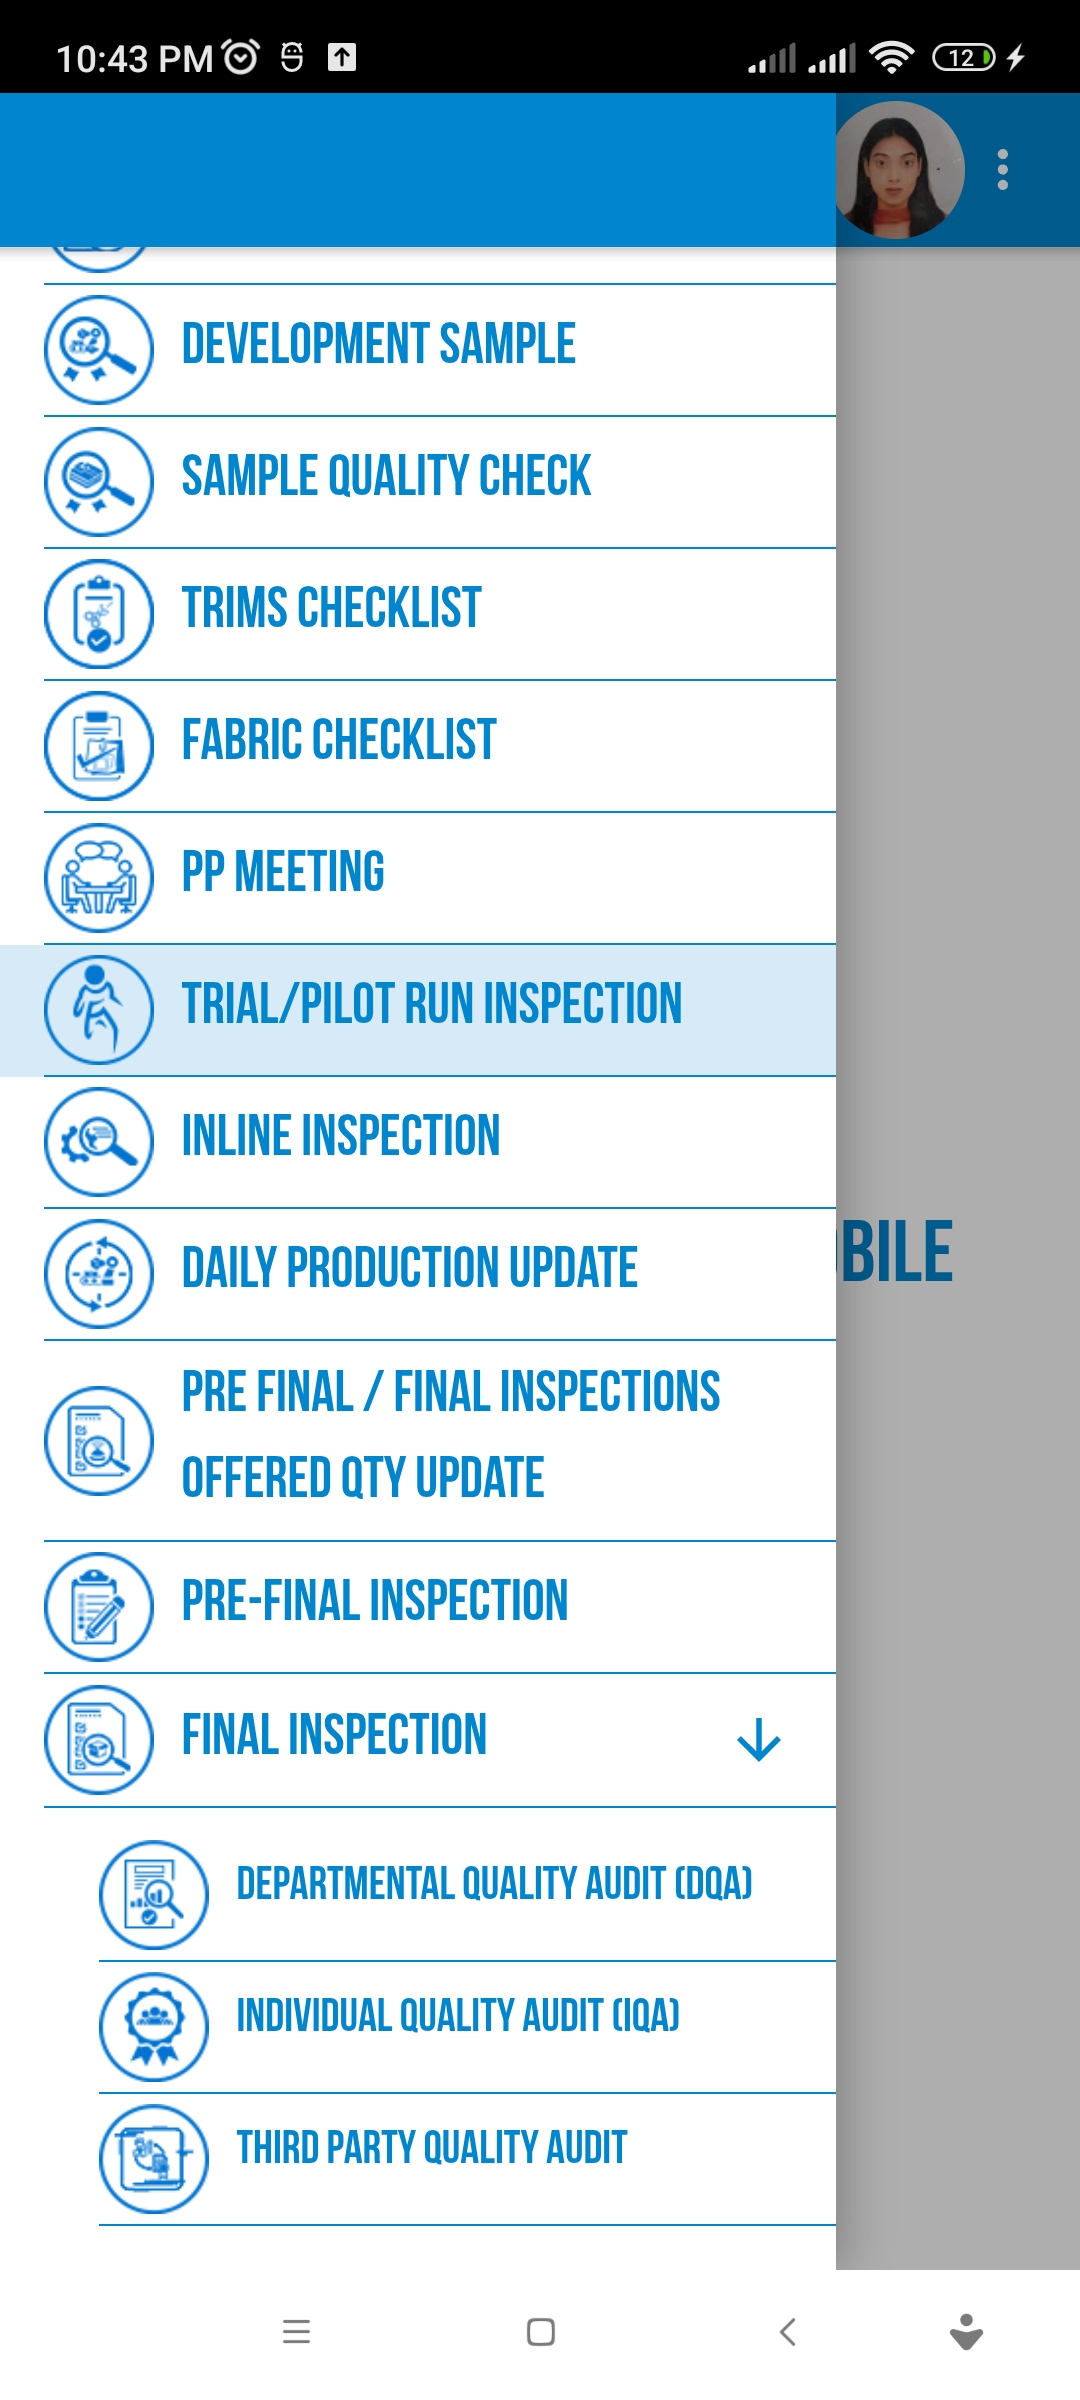 10:43 PM
12
DEVELOPMENT SAMPLE
SAMPLE QUALITY CHECK
TRIMS CHECKLIST
FABRIC CHECKLIST
PP MEETING
TRIAL/PILOT RUN INSPECTION
INLINE INSPECTION
BILE
DAILY PRODUCTION UPDATE
PRE FINAL / FINAL INSPECTIONS
OFFERED QTY UPDATE
PRE-FINAL INSPECTION
FINAL INSPECTION
DEPARTMENTAL QUALITY AUDIT (DQA)
INDIVIDUAL QUALITY AUDIT (IQA)
THIRD PARTY QUALITY AUDIT